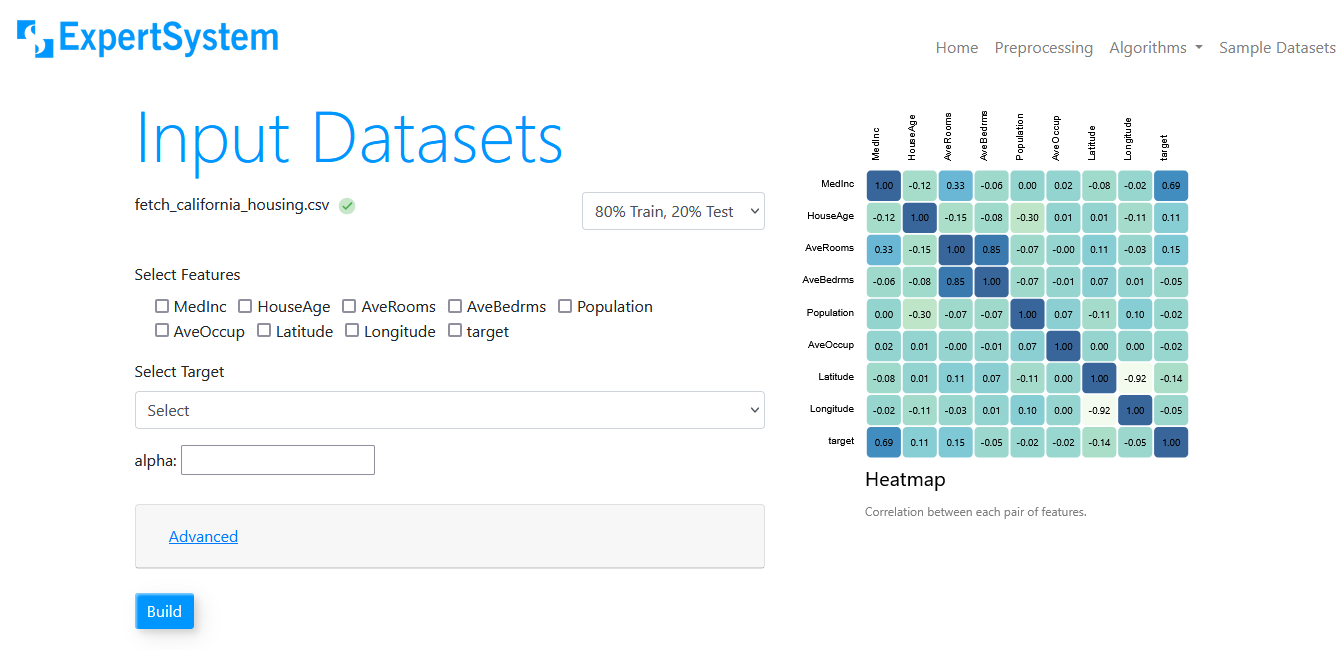 ExpertSystem
Home Preprocessing Algorithms Sample Datasets
Input Datasets
fetch_california_housing.csv
80% Train, 20% Test
Select Features
MedInc HouseAge AveRooms AveBedrms Population
AveOccup Latitude Longitude target
Select Target
Select
alpha:
Advanced
Build
MedInc HouseAge AveRooms AveBedrms Population AveOccup Latitude Longitude target
MedInc 1.00 -0.12 0.33 -0.06 0.00 0.02 -0.08 -0.02 0.69
HouseAge -0.12 1.00 -0.15 -0.08 -0.30 0.01 0.01 -0.11 0.11
AveRooms 0.33 -0.15 1.00 0.85 -0.07 -0.00 0.11 -0.03 0.15
AveBedrms -0.06 -0.08 0.85 1.00 -0.07 -0.01 0.07 0.01 -0.05
Population 0.00 -0.30 -0.07 -0.07 1.00 0.07 -0.11 0.10 -0.02
AveOccup 0.02 0.01 -0.00 -0.01 0.07 1.00 0.00 0.00 -0.02
Latitude -0.08 0.01 0.11 0.07 -0.11 0.00 1.00 -0.92 -0.14
Longitude -0.02 -0.11 -0.03 0.01 0.10 0.00 -0.92 1.00 -0.05
target 0.69 0.11 0.15 -0.05 -0.02 -0.02 -0.14 -0.05 1.00
Heatmap
Correlation between each pair of features.